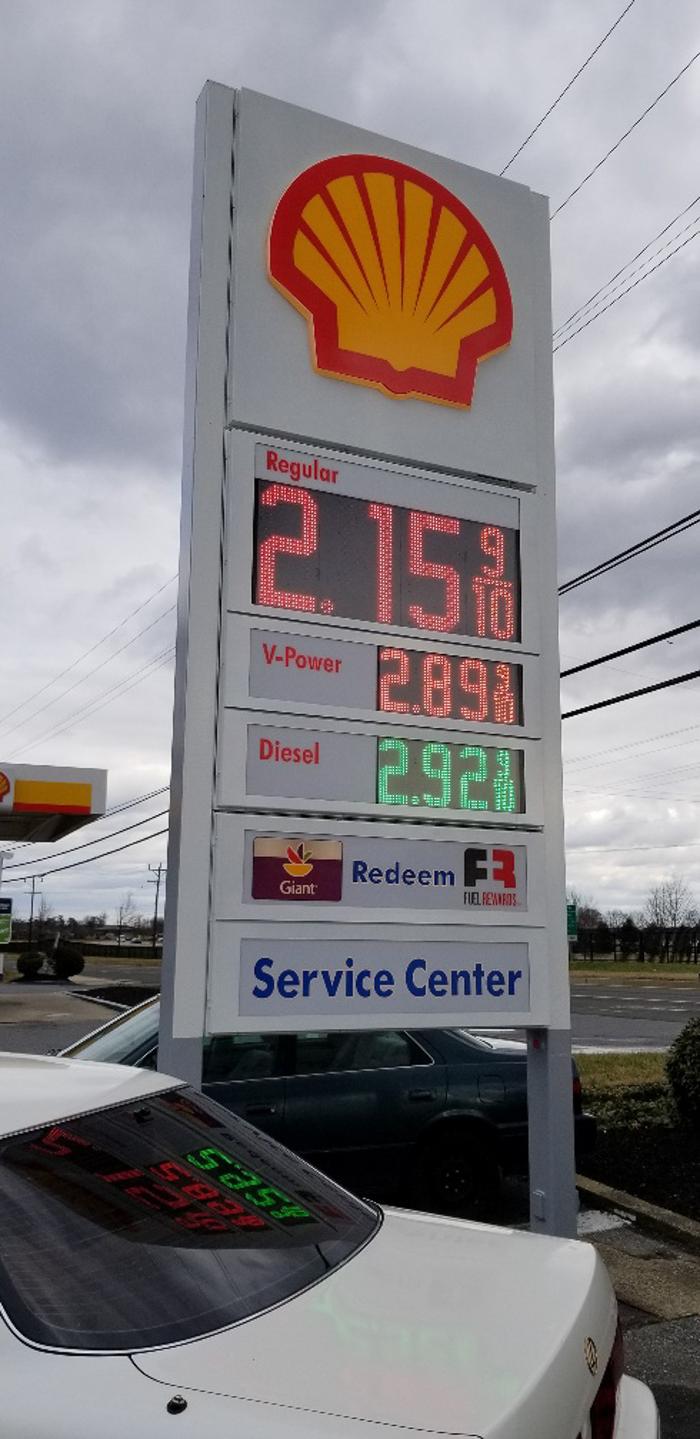 Regular
2.15 9/10
V-Power
2.89 9/10
Diesel
2.92 9/10
Giant
Redeem
FR
FUEL REWARDS
Service Center